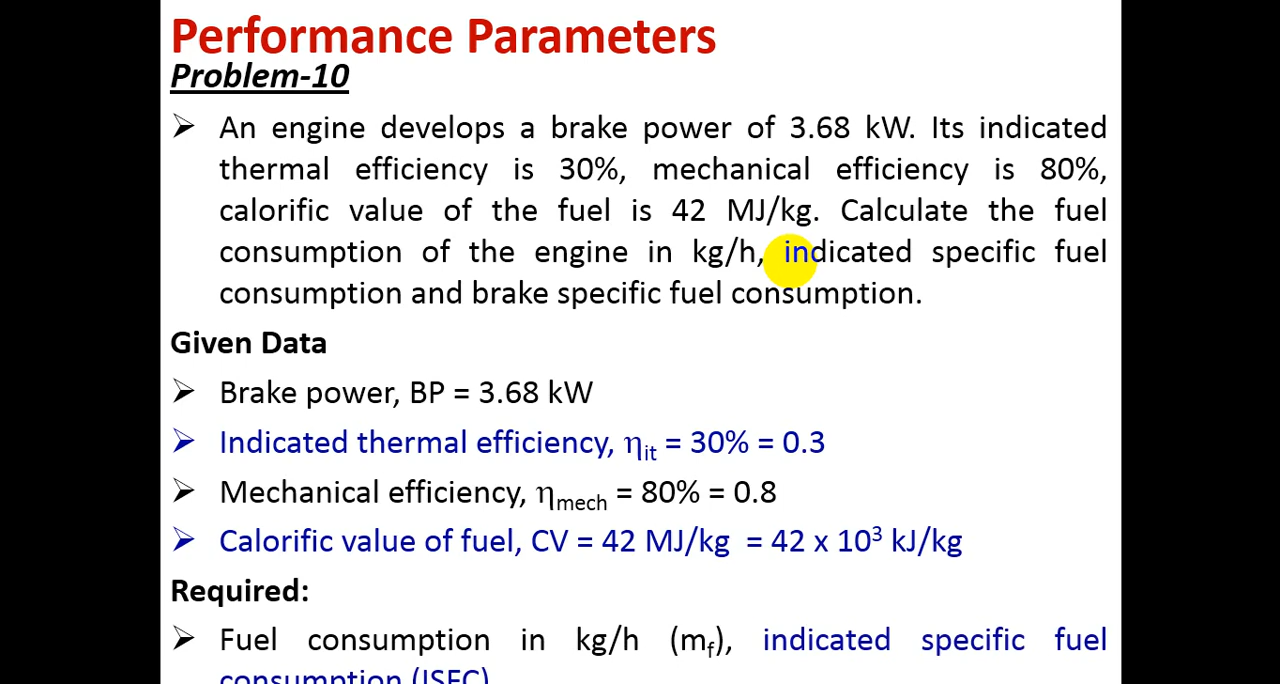 Performance Parameters
Problem-10
➢ An engine develops a brake power of 3.68 kW. Its indicated
thermal efficiency is 30%, mechanical efficiency is 80%,
calorific value of the fuel is 42 MJ/kg. Calculate the fuel
consumption of the engine in kg/h, indicated specific fuel
consumption and brake specific fuel consumption.
Given Data
➢ Brake power, BP = 3.68 kW
➢ Indicated thermal efficiency, ηit = 30% = 0.3
➢ Mechanical efficiency, ηmech = 80% = 0.8
➢ Calorific value of fuel, CV = 42 MJ/kg = 42 x 10³ kJ/kg
Required:
➢ Fuel consumption in kg/h (mf), indicated specific fuel
consumption (ISFC)